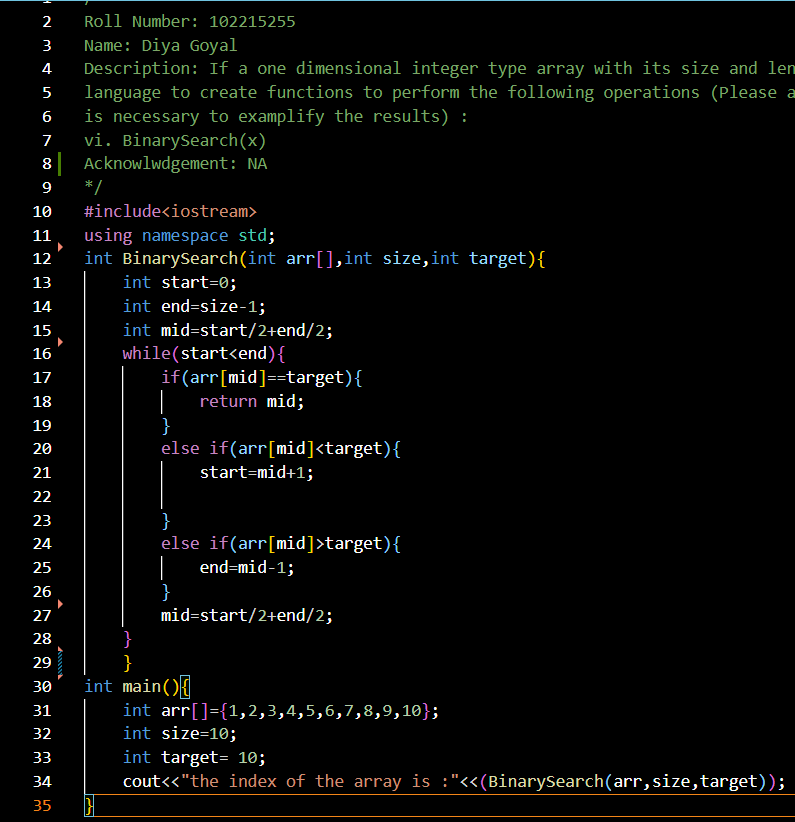 1 /
2 Roll Number: 102215255
3 Name: Diya Goyal
4 Description: If a one dimensional integer type array with its size and len
5 language to create functions to perform the following operations (Please a
6 is necessary to examplify the results) :
7 vi. BinarySearch(x)
8 Acknowlwdgement: NA
9 */
10 #include<iostream>
11 using namespace std;
12 int BinarySearch(int arr[],int size,int target){
13 int start=0;
14 int end=size-1;
15 int mid=start/2+end/2;
16 while(start<end){
17 if(arr[mid]==target){
18 return mid;
19 }
20 else if(arr[mid]<target){
21 start=mid+1;
22
23 }
24 else if(arr[mid]>target){
25 end=mid-1;
26 }
27 mid=start/2+end/2;
28 }
29 }
30 int main(){
31 int arr[]={1,2,3,4,5,6,7,8,9,10};
32 int size=10;
33 int target= 10;
34 cout<<"the index of the array is :"<<(BinarySearch(arr,size,target));
35 }